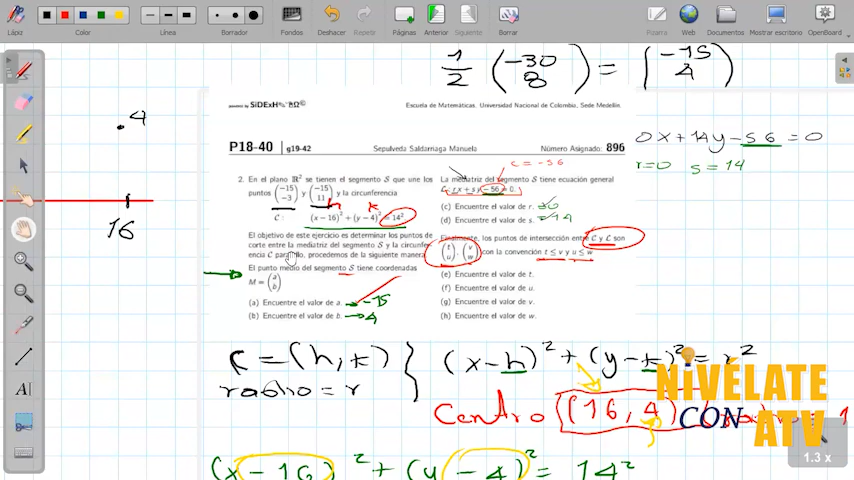 Lápiz
Color
Borrador
Fondos
Deshacer
Páginas
Anterior
Siguiente
Borrar
Pizarra
Web
Documentos
Mostrar escritorio
OpenBoard
1/2 (-30 8) = (-15 4)
4
16
powered by SiDExH
Escuela de Matemáticas. Universidad Nacional de Colombia, Sede Medellín
P18-40 g19-42
Sepulveda Saldarriaga Manuela
Número Asignado: 896
0x+14y-56=0
r=0 s=14
c=-56
2. En el plano ℝ² se tienen el segmento S que une los
puntos (-15 -3) y (-15 11) y la circunferencia
h k
C : (x-16)² + (y-4)² = 14²
El objetivo de este ejercicio es determinar los puntos de
corte entre la mediatriz del segmento S y la circunfe-
rencia C para ello, procedemos de la siguiente manera
El punto medio del segmento S tiene coordenadas
M = (a b)
(a) Encuentre el valor de a. → -15
(b) Encuentre el valor de b. → 4
La mediatriz del segmento S tiene ecuación general
L : rx + sy -56 = 0.
(c) Encuentre el valor de r. → 0
(d) Encuentre el valor de s. → 14
Finalmente, los puntos de intersección entre C y L son
(t u), (v w) con la convención t ≤ v y u ≤ w
(e) Encuentre el valor de t.
(f) Encuentre el valor de u.
(g) Encuentre el valor de v.
(h) Encuentre el valor de w.
C = (h, k) } (x-h)² + (y-k)² = r²
radio = r
Centro (16, 4)
(x-16)² + (y-4)² = 14²
NIVÉLATE
CON
ATV
1.3 x